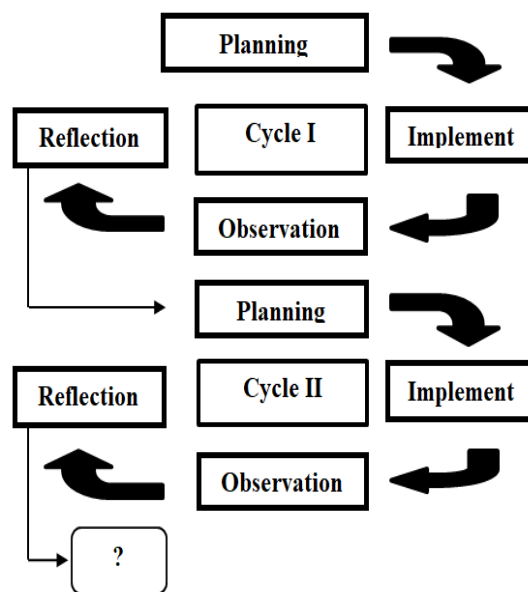 Planning
Reflection
Cycle I
Implement
Observation
Planning
Reflection
Cycle II
Implement
Observation
?